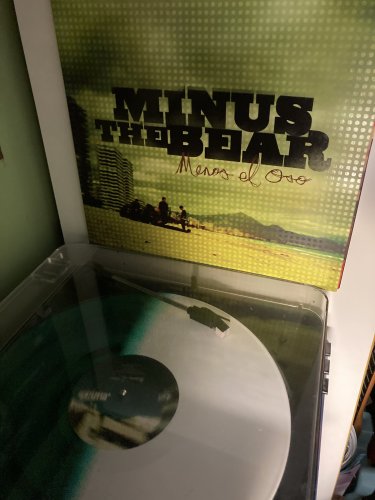 MINUS
THE BEAR
Menos el Oso